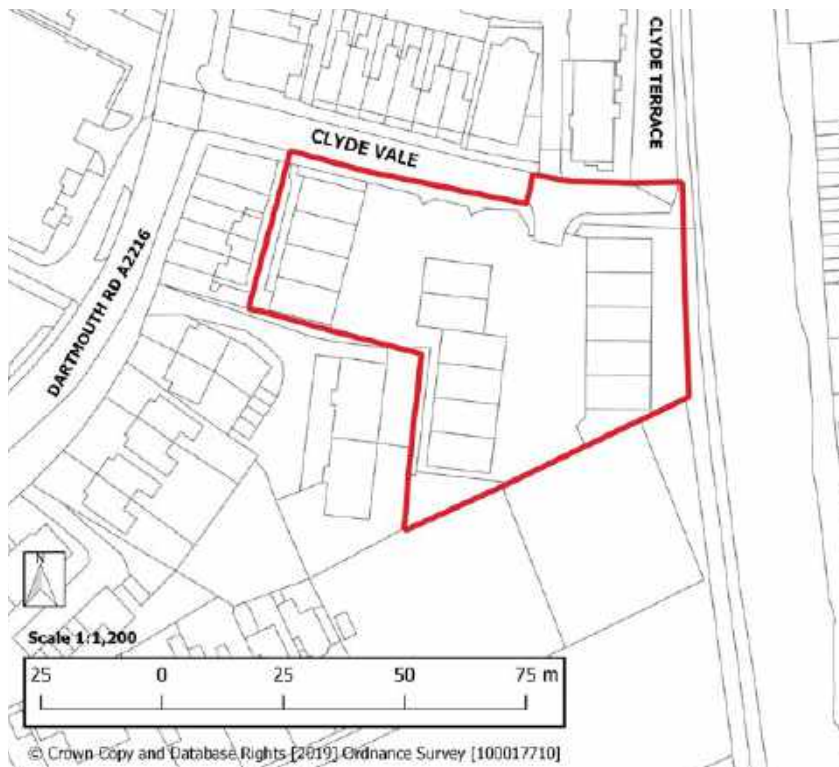 CLYDE TERRACE
CLYDE VALE
DARTMOUTH RD A2216
N
Scale 1:1,200
25 0 25 50 75 m
© Crown Copy and Database Rights [2019] Ordnance Survey [100017710]